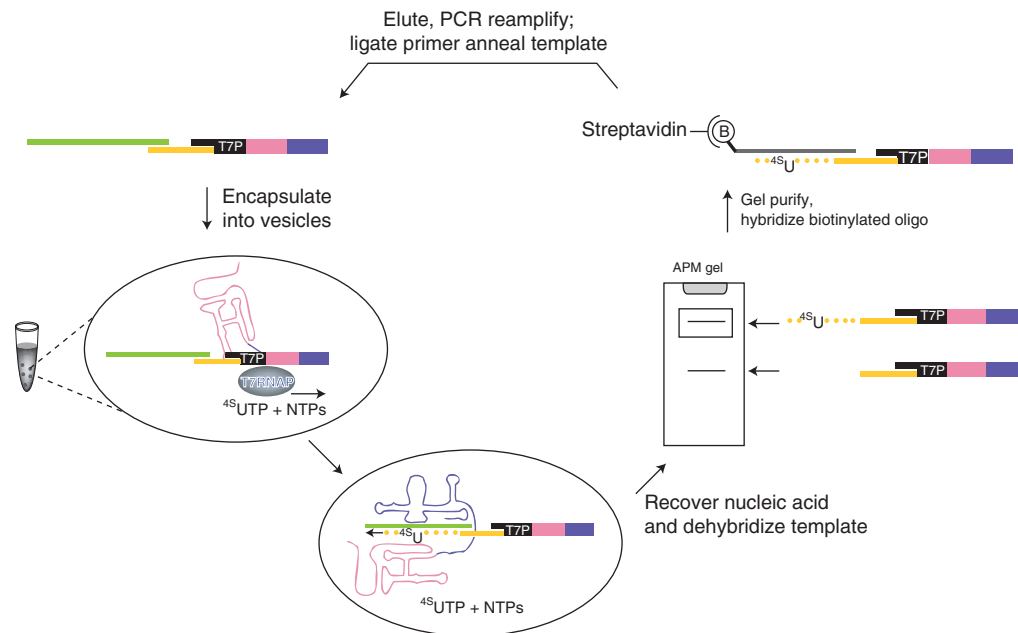 Elute, PCR reamplify;
ligate primer anneal template
T7P
Encapsulate
into vesicles
T7P
T7RNAP
4SUTP + NTPs
4SU
T7P
4SUTP + NTPs
Recover nucleic acid
and dehybridize template
APM gel
4SU
T7P
T7P
Gel purify,
hybridize biotinylated oligo
Streptavidin
B
4SU
T7P